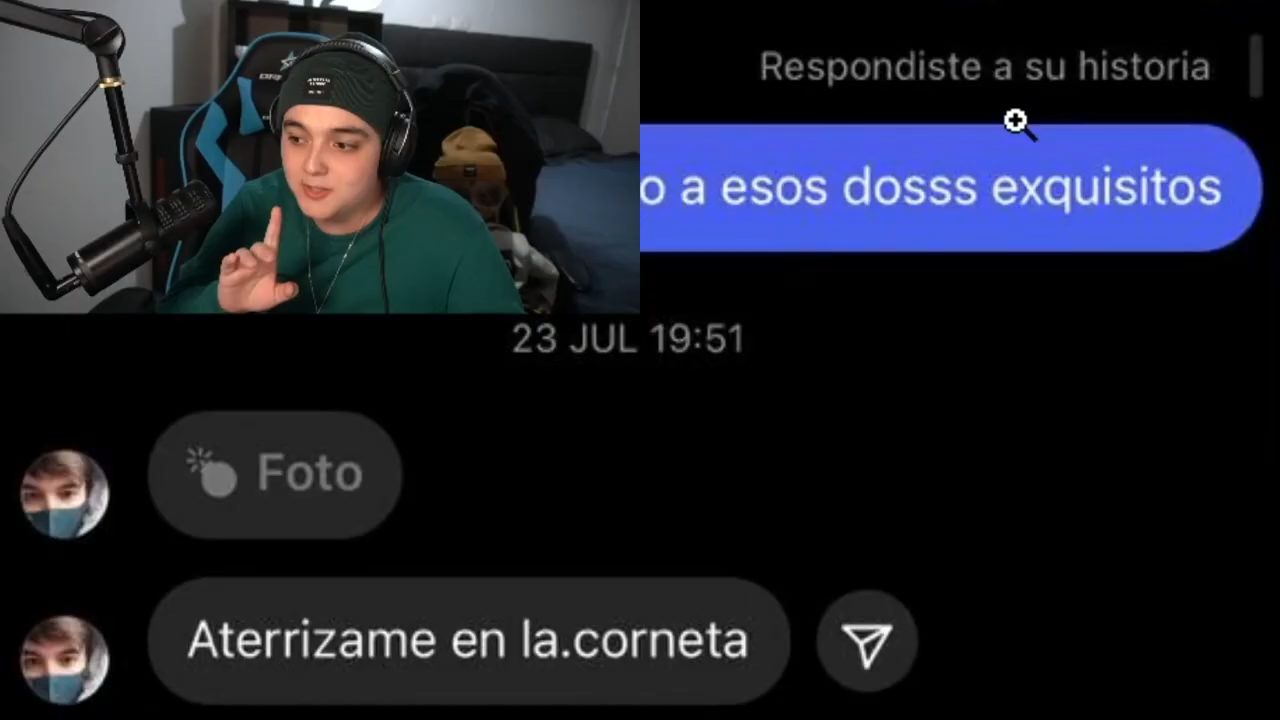 Respondiste a su historia
o a esos dosss exquisitos
23 JUL 19:51
Foto
Aterrizame en la.corneta